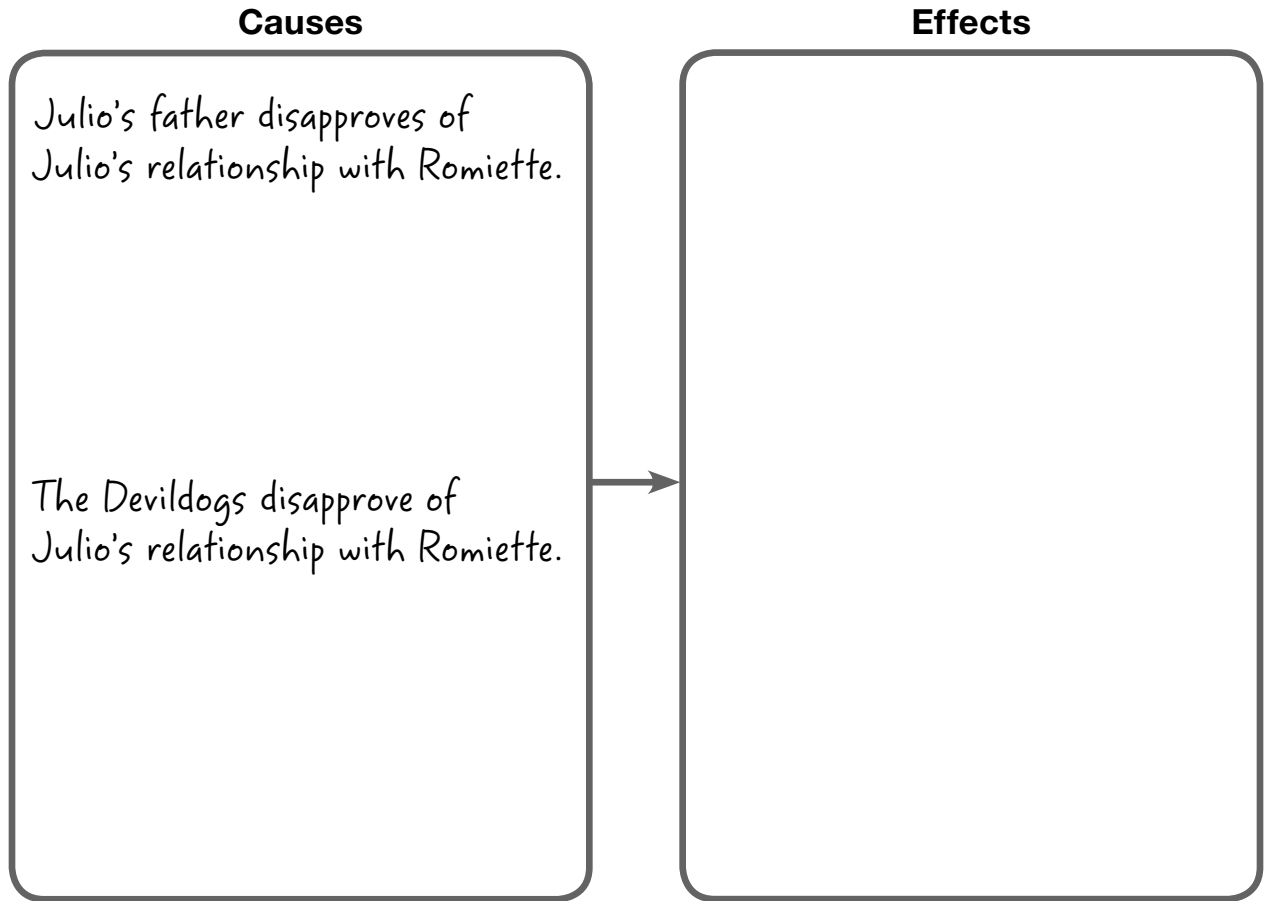 Causes
Effects
Julio's father disapproves of
Julio's relationship with Romiette.
The Devildogs disapprove of
Julio's relationship with Romiette.